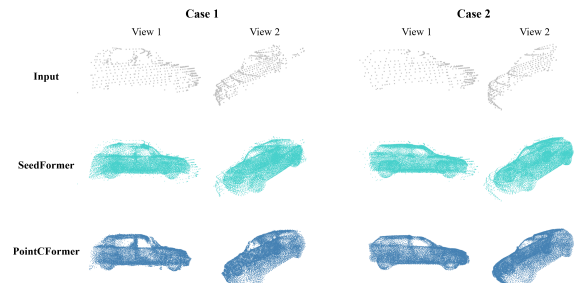 Case 1 Case 2
View 1 View 2 View 1 View 2
Input
SeedFormer
PointCFormer